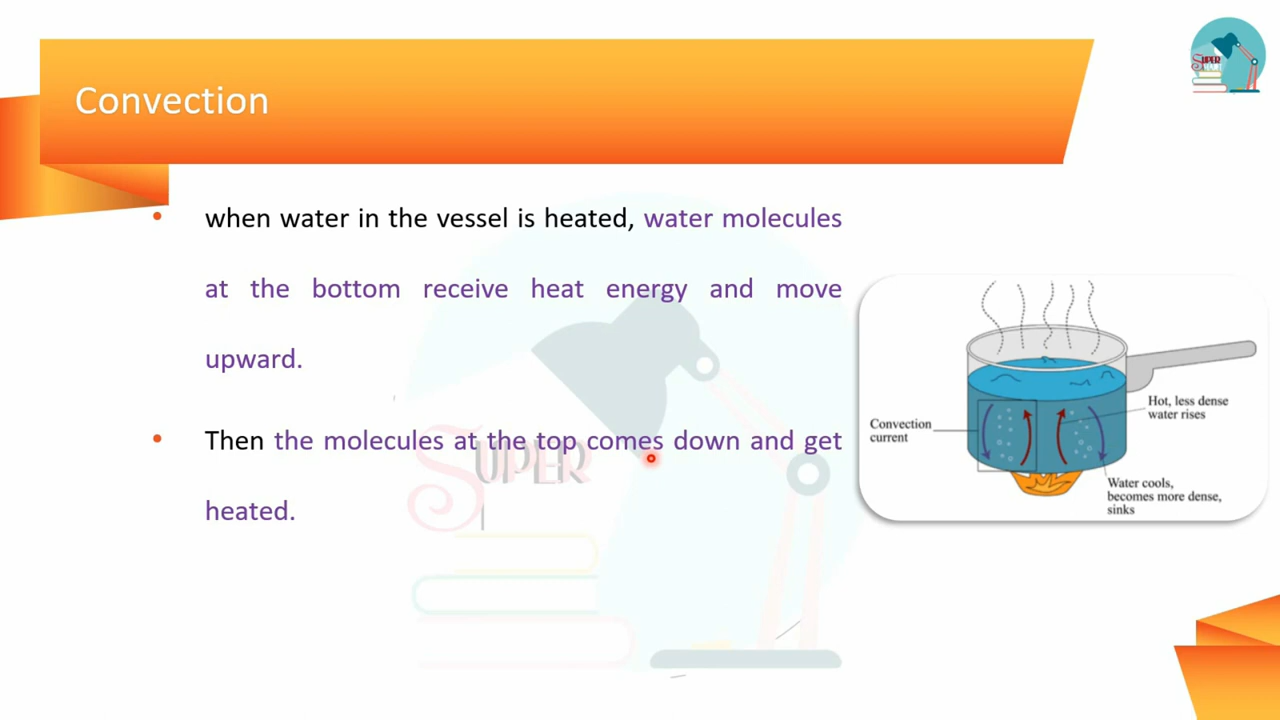 SUPER
Convection
• when water in the vessel is heated, water molecules
at the bottom receive heat energy and move
upward.
• Then the molecules at the top comes down and get
heated.
SUPER
Convection
current
Hot, less dense
water rises
Water cools,
becomes more dense,
sinks